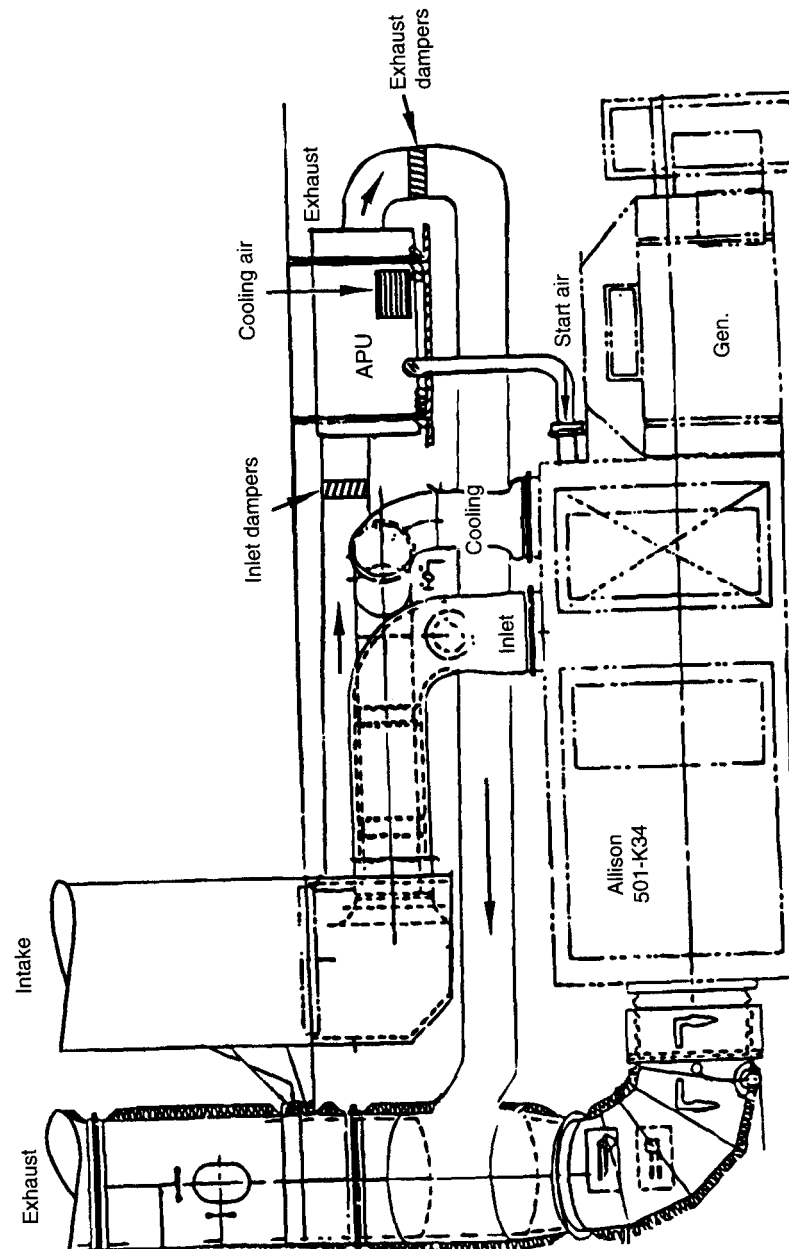 Exhaust
Intake
Inlet dampers
Cooling air
Exhaust
Exhaust
dampers
APU
Start air
Cooling
Inlet
Gen.
Allison
501-K34